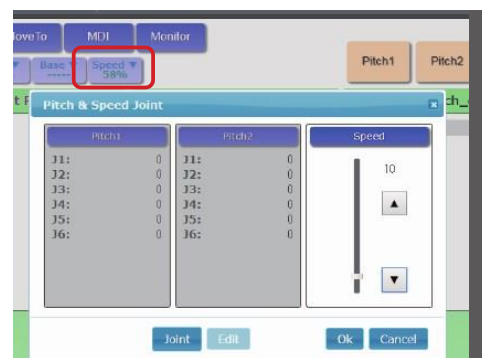 oveTo MDI Monitor
▼ Base ▼ Speed ▼ Pitch1 Pitch2
----- 58%
t P ch_
Pitch & Speed Joint
Pitch1 Pitch2 Speed
J1: 0 J1: 0 10
J2: 0 J2: 0
J3: 0 J3: 0
J4: 0 J4: 0
J5: 0 J5: 0
J6: 0 J6: 0
Joint Edit Ok Cancel